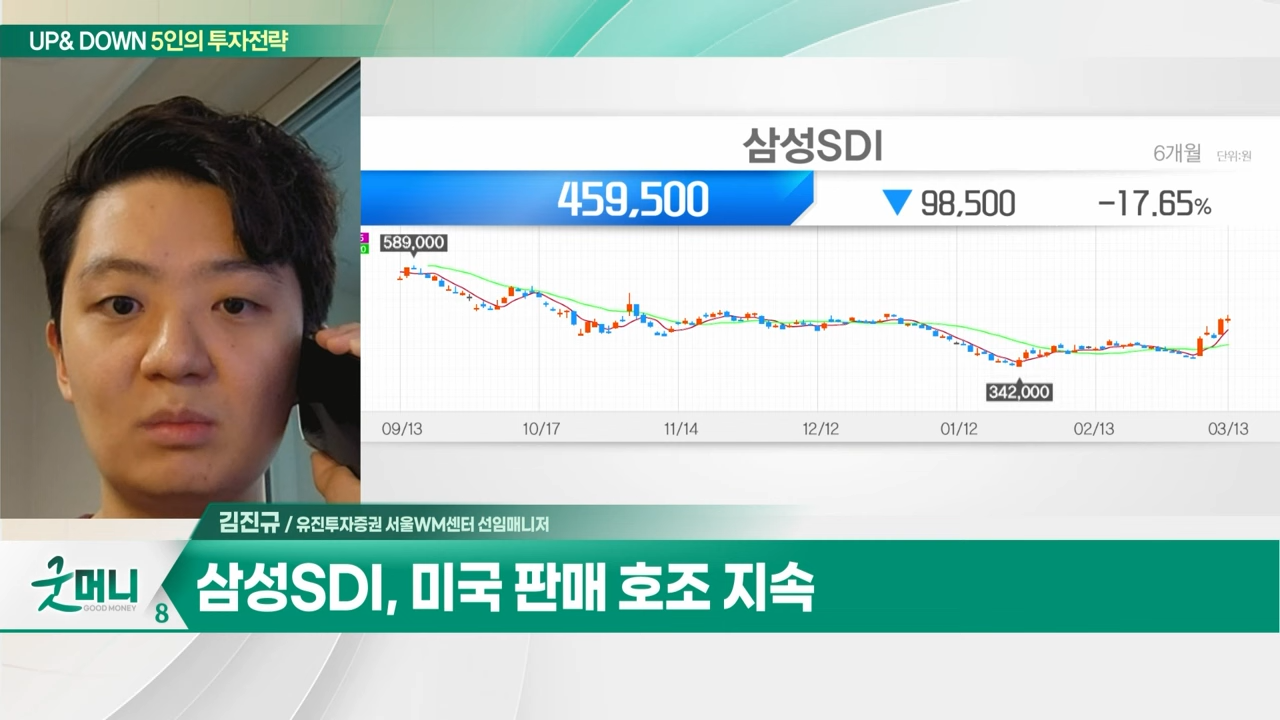 UP& DOWN 5인의 투자전략
삼성SDI
6개월 단위:원
459,500 ▼ 98,500 -17.65%
589,000
342,000
09/13 10/17 11/14 12/12 01/12 02/13 03/13
김진규 / 유진투자증권 서울WM센터 선임매니저
굿머니
GOOD MONEY
8
삼성SDI, 미국 판매 호조 지속